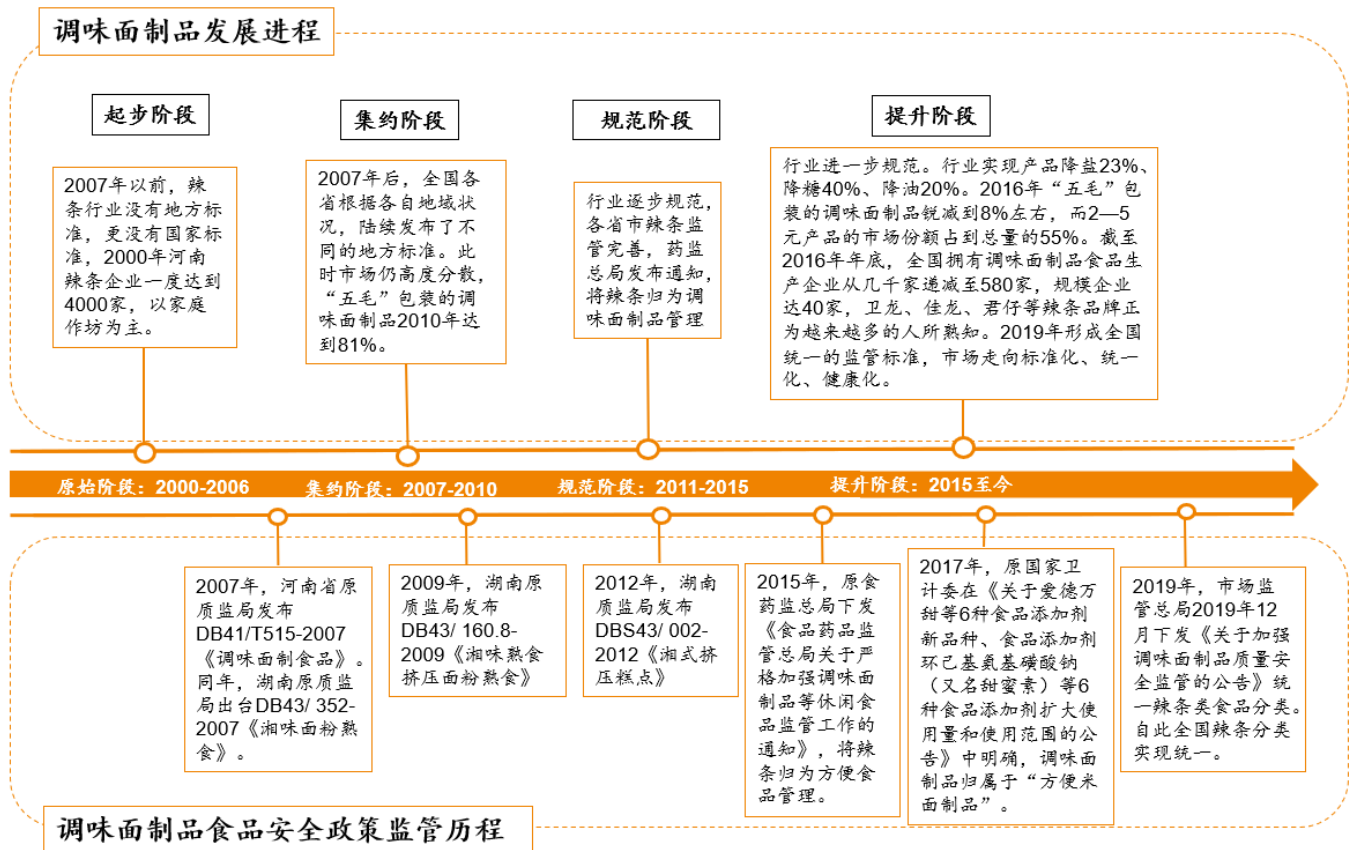 调味面制品发展进程
起步阶段
2007年以前，辣
条行业没有地方标
准，更没有国家标
准，2000年河南
辣条企业一度达到
4000家，以家庭
作坊为主。
集约阶段
2007年后，全国各
省根据各自地域状
况，陆续发布了不
同的地方标准。此
时市场仍高度分散，
“五毛”包装的调
味面制品2010年达
到81%。
规范阶段
行业逐步规范，
各省市辣条监
管完善，药监
总局发布通知，
将辣条归为调
味面制品管理
提升阶段
行业进一步规范。行业实现产品降盐23%、
降糖40%、降油20%。2016年“五毛”包
装的调味面制品锐减到8%左右，而2—5
元产品的市场份额占到总量的55%。截至
2016年年底，全国拥有调味面制品食品生
产企业从几千家递减至580家，规模企业
达40家，卫龙、佳龙、君仔等辣条品牌正
为越来越多的人所熟知。2019年形成全国
统一的监管标准，市场走向标准化、统一
化、健康化。
原始阶段：2000-2006
集约阶段：2007-2010
规范阶段：2011-2015
提升阶段：2015至今
2007年，河南省原
质监局发布
DB41/T515-2007
《调味面制食品》。
同年，湖南原质监
局出台DB43/ 352-
2007《湘味面粉熟
食》。
2009年，湖南原
质监局发布
DB43/ 160.8-
2009《湘味熟食
挤压面粉熟食》
2012年，湖南
质监局发布
DBS43/ 002-
2012《湘式挤
压糕点》
2015年，原食
药监总局下发
《食品药品监
管总局关于严
格加强调味面
制品等休闲食
品监管工作的
通知》，将辣
条归为方便食
品管理。
2017年，原国家卫
计委在《关于爱德万
甜等6种食品添加剂
新品种、食品添加剂
环己基氨基磺酸钠
（又名甜蜜素）等6
种食品添加剂扩大使
用量和使用范围的公
告》中明确，调味面
制品归属于“方便米
面制品”。
2019年，市场监
管总局2019年12
月下发《关于加强
调味面制品质量安
全监管的公告》统
一辣条类食品分类。
自此全国辣条分类
实现统一。
调味面制品食品安全政策监管历程